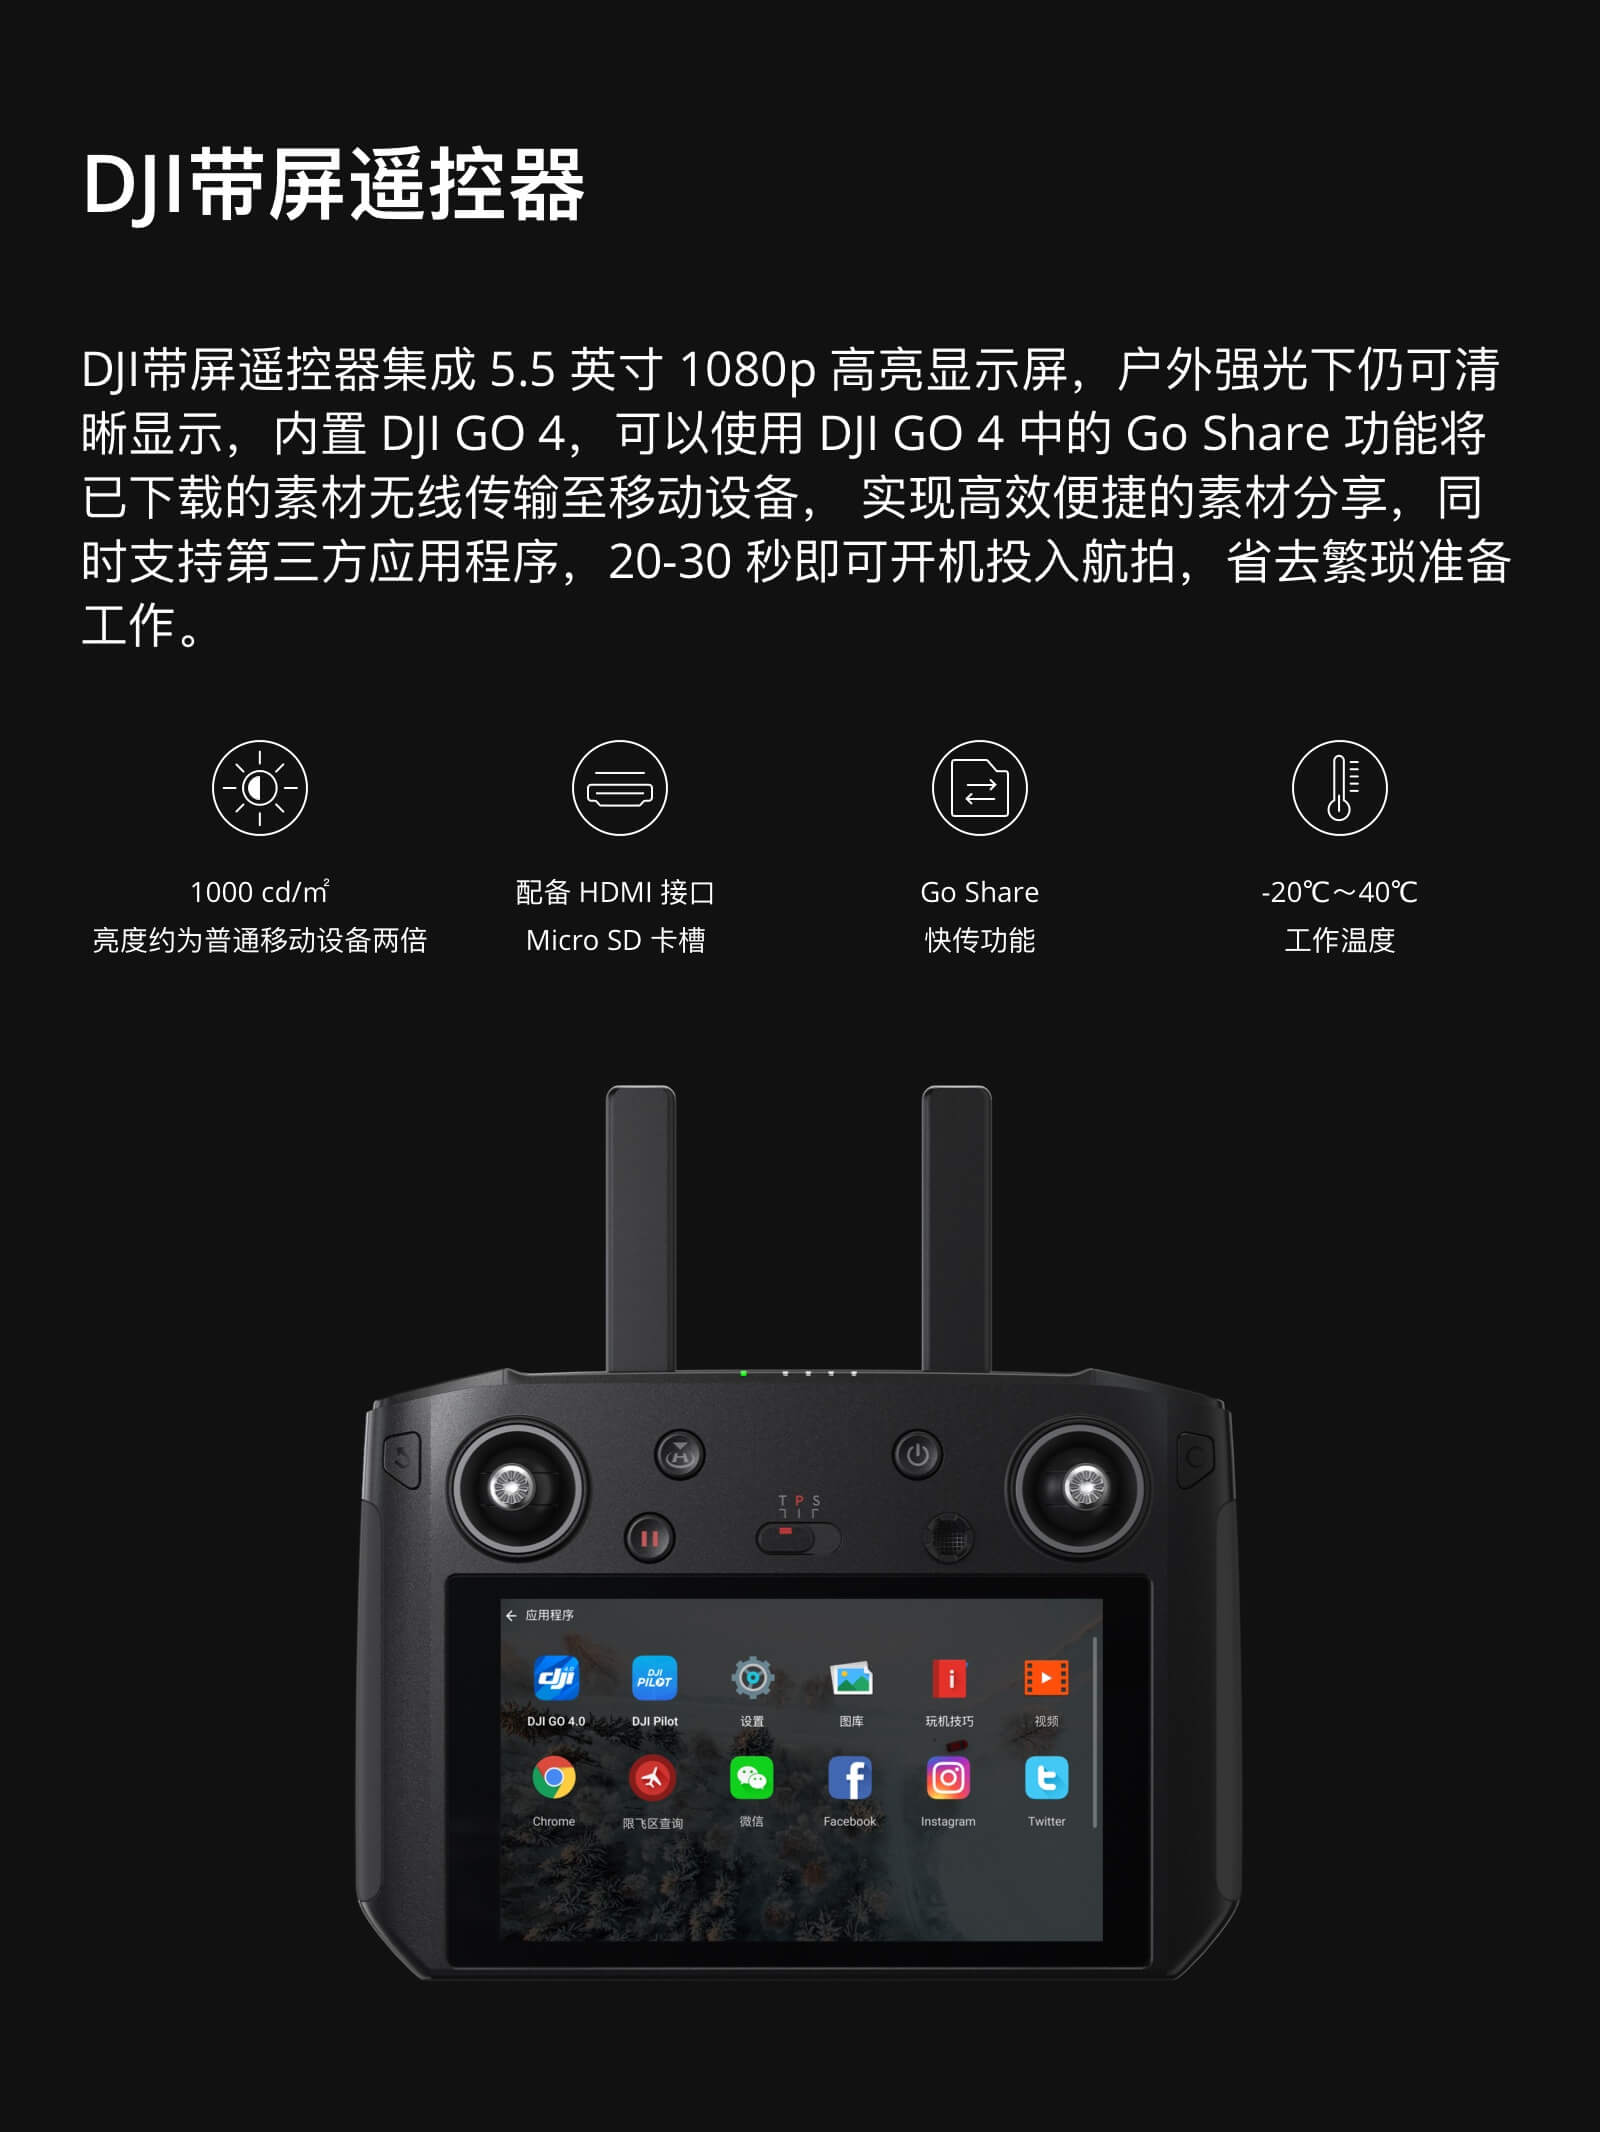 DJI带屏遥控器
DJI带屏遥控器集成 5.5 英寸 1080p 高亮显示屏，户外强光下仍可清
晰显示，内置 DJI GO 4，可以使用 DJI GO 4 中的 Go Share 功能将
已下载的素材无线传输至移动设备， 实现高效便捷的素材分享，同
时支持第三方应用程序，20-30 秒即可开机投入航拍，省去繁琐准备
工作。
1000 cd/㎡
亮度约为普通移动设备两倍
配备 HDMI 接口
Micro SD 卡槽
Go Share
快传功能
-20℃～40℃
工作温度
T P S
← 应用程序
dji 4.0
DJI PILOT
DJI GO 4.0
DJI Pilot
设置
图库
玩机技巧
视频
Chrome
限飞区查询
微信
Facebook
Instagram
Twitter